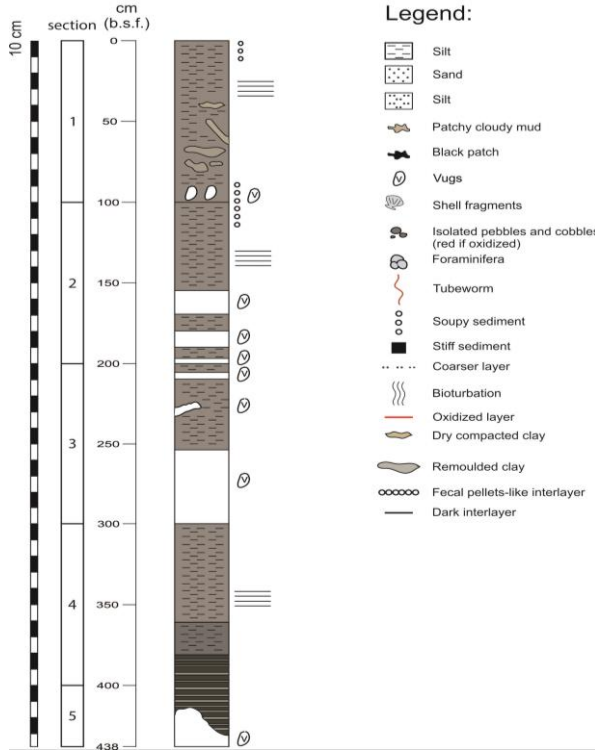 10 cm
section
cm
(b.s.f.)
0
50
100
150
200
250
300
350
400
438
1
2
3
4
5
V
V
V
V
V
V
V
V
Legend:
Silt
Sand
Silt
Patchy cloudy mud
Black patch
V Vugs
Shell fragments
Isolated pebbles and cobbles
(red if oxidized)
Foraminifera
Tubeworm
Soupy sediment
Stiff sediment
Coarser layer
Bioturbation
Oxidized layer
Dry compacted clay
Remoulded clay
Fecal pellets-like interlayer
Dark interlayer